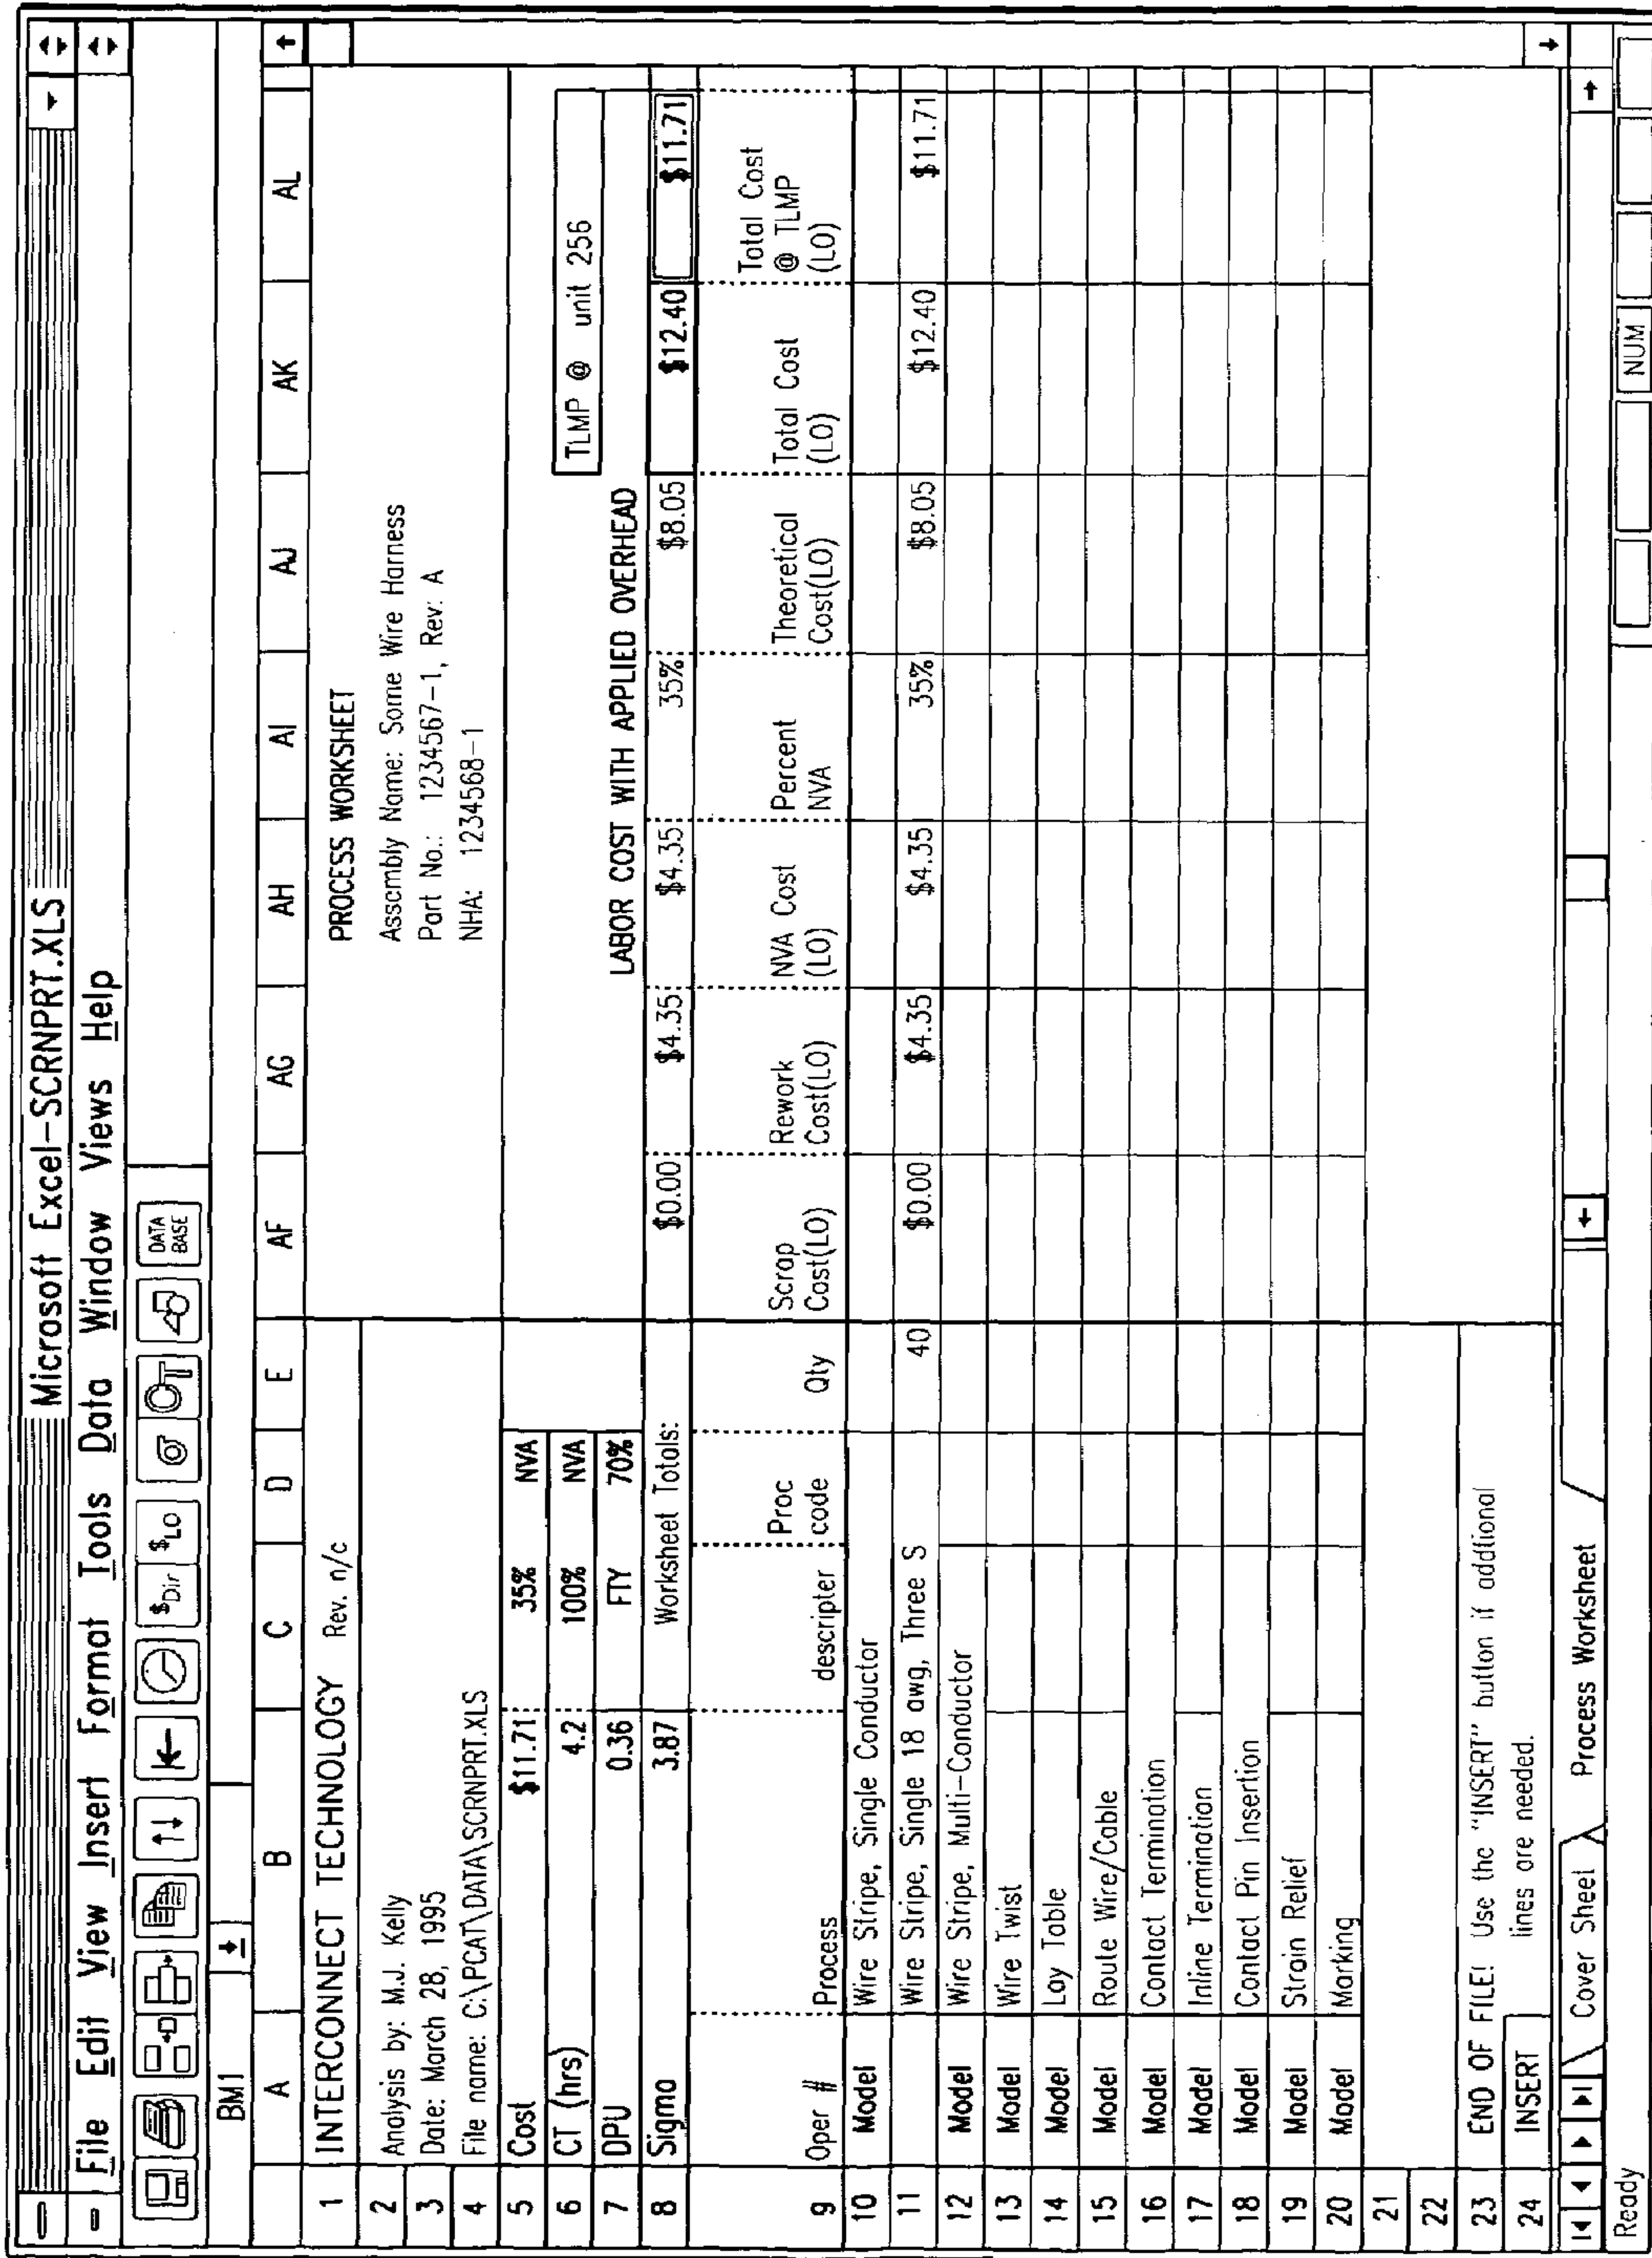 Microsoft Excel-SCRNPRT.XLS
File Edit View Insert Format Tools Data Window Views Help
$Dir $LO σ DATA BASE
BM1
A B C D E AF AG AH AI AJ AK AL
1 INTERCONNECT TECHNOLOGY Rev. n/c PROCESS WORKSHEET
2 Analysis by: M.J. Kelly Assembly Name: Some Wire Harness
3 Date: March 28, 1995 Part No.: 1234567-1, Rev: A
4 File name: C:\PCAT\DATA\SCRNPRT.XLS NHA: 1234568-1
5 Cost $11.71 35% NVA
6 CT (hrs) 4.2 100% NVA TLMP @ unit 256
7 DPU 0.36 FTY 70% LABOR COST WITH APPLIED OVERHEAD
8 Sigma 3.87 Worksheet Totals: $0.00 $4.35 $4.35 35% $8.05 $12.40 $11.71
9 Oper # Process descripter Proc code Qty Scrap Cost(LO) Rework Cost(LO) NVA Cost (LO) Percent NVA Theoretical Cost(LO) Total Cost (LO) Total Cost @ TLMP (LO)
10 Model Wire Stripe, Single Conductor
11 Wire Stripe, Single 18 awg, Three S 40 $0.00 $4.35 $4.35 35% $8.05 $12.40 $11.71
12 Model Wire Stripe, Multi-Conductor
13 Model Wire Twist
14 Model Lay Table
15 Model Route Wire/Cable
16 Model Contact Termination
17 Model Inline Termination
18 Model Contact Pin Insertion
19 Model Strain Relief
20 Model Marking
21
22
23 END OF FILE! Use the "INSERT" button if addtional
24 INSERT lines are needed.
Cover Sheet Process Worksheet
Ready NUM